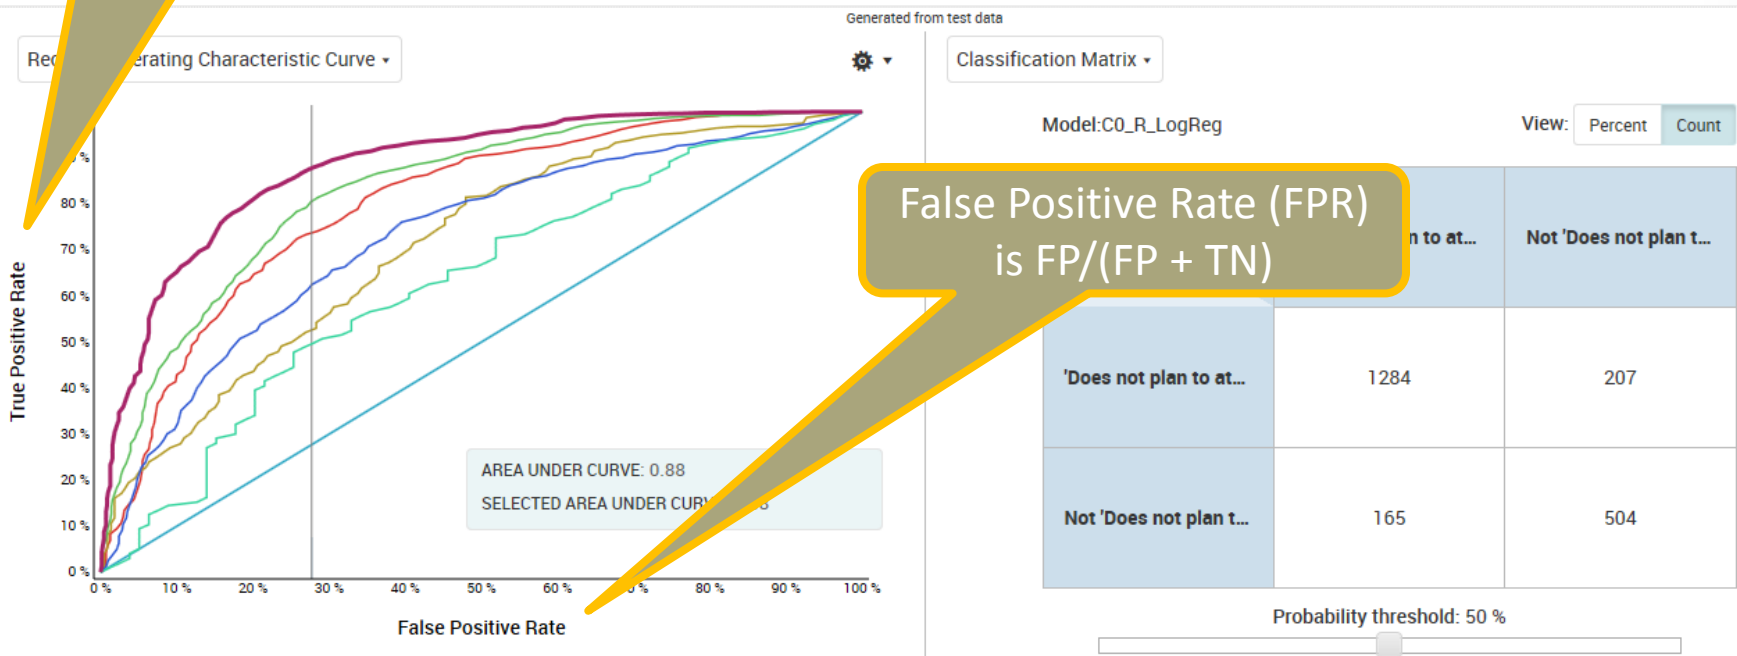 Generated from test data
erating Characteristic Curve
Classification Matrix
Model:C0_R_LogReg
View: Percent Count
False Positive Rate (FPR)
is FP/(FP + TN)
n to at...
Not 'Does not plan t...
'Does not plan to at...
1284
207
Not 'Does not plan t...
165
504
Probability threshold: 50 %
True Positive Rate
80 %
70 %
60 %
50 %
40 %
30 %
20 %
10 %
0 %
0 %
10 %
20 %
30 %
40 %
50 %
60 %
80 %
90 %
100 %
False Positive Rate
AREA UNDER CURVE: 0.88
SELECTED AREA UNDER CUR